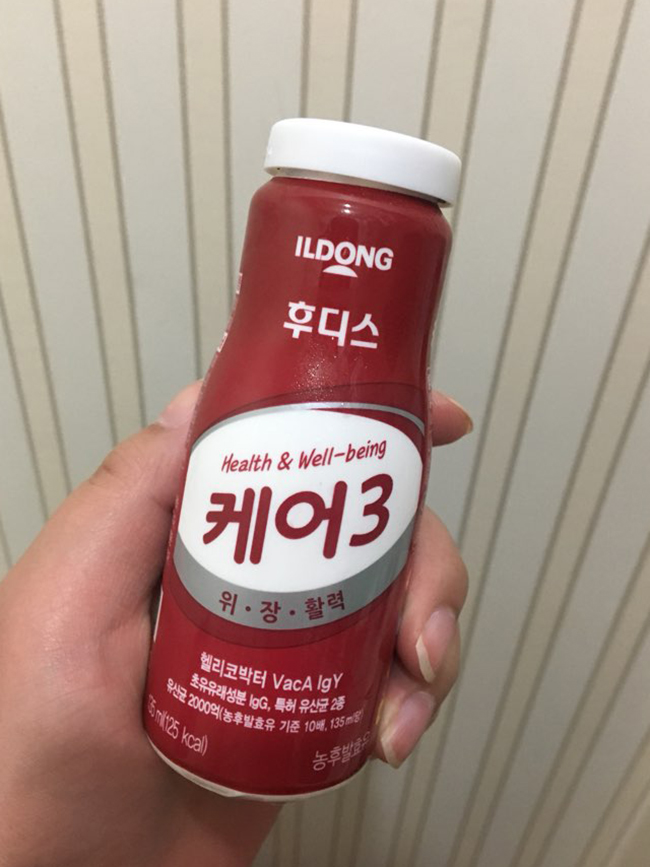 ILDONG
후디스
Health & Well-being
케어3
위·장·활력
헬리코박터 VacA IgY
초유유래성분 IgG, 특허 유산균 2종
유산균 2000억(농후발효유 기준 10배, 135ml당)
35 ml(125 kcal)
농후발효유